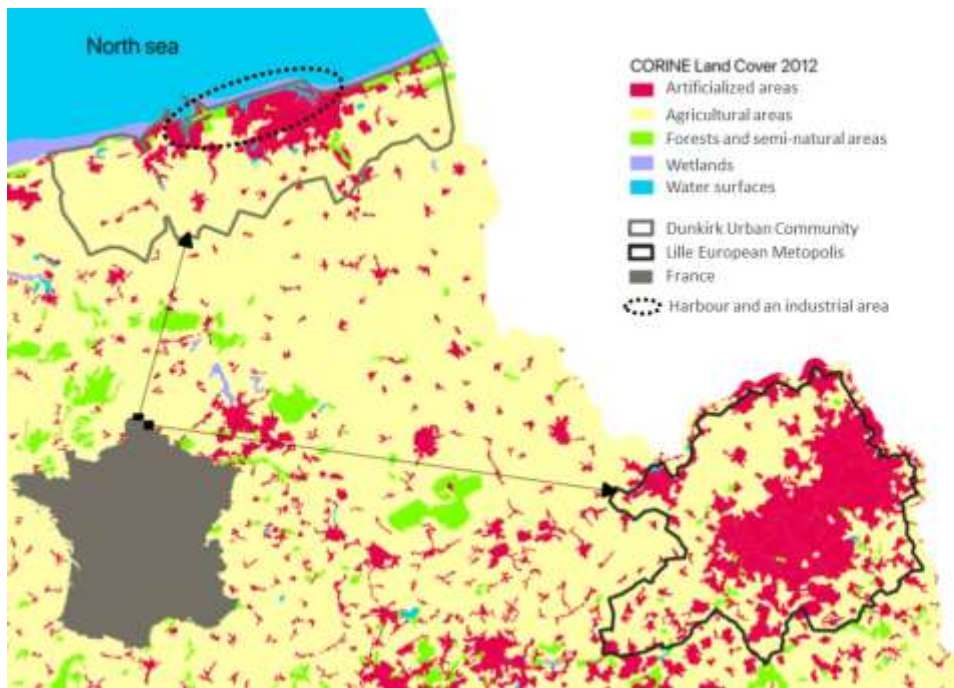 North sea
CORINE Land Cover 2012
Artificialized areas
Agricultural areas
Forests and semi-natural areas
Wetlands
Water surfaces
Dunkirk Urban Community
Lille European Metopolis
France
Harbour and an industrial area